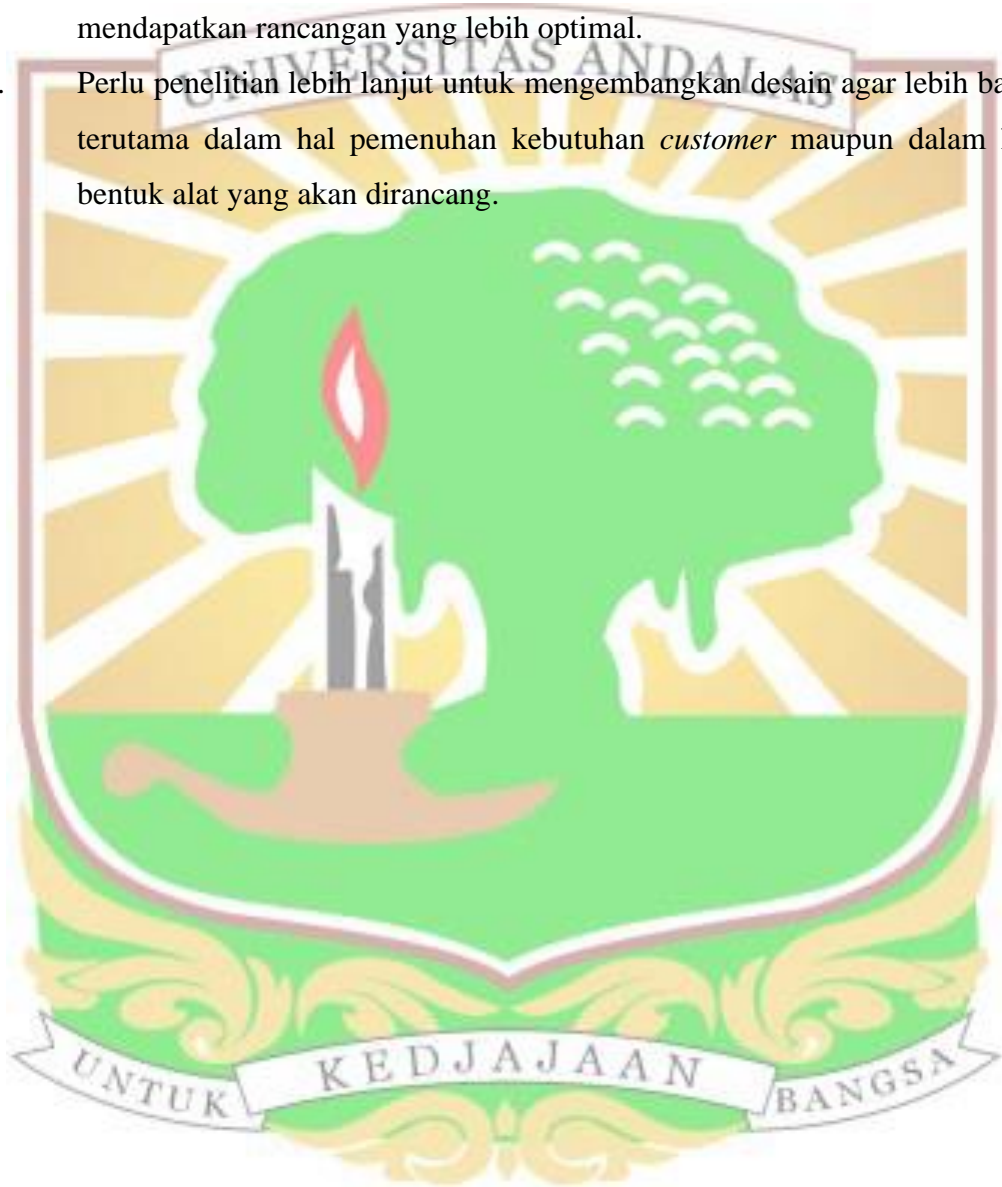 mendapatkan rancangan yang lebih optimal.
UNIVERSITAS ANDALAS
. Perlu penelitian lebih lanjut untuk mengembangkan desain agar lebih
terutama dalam hal pemenuhan kebutuhan customer maupun dalam
bentuk alat yang akan dirancang.
UNTUK KEDJAJAAN BANGSA